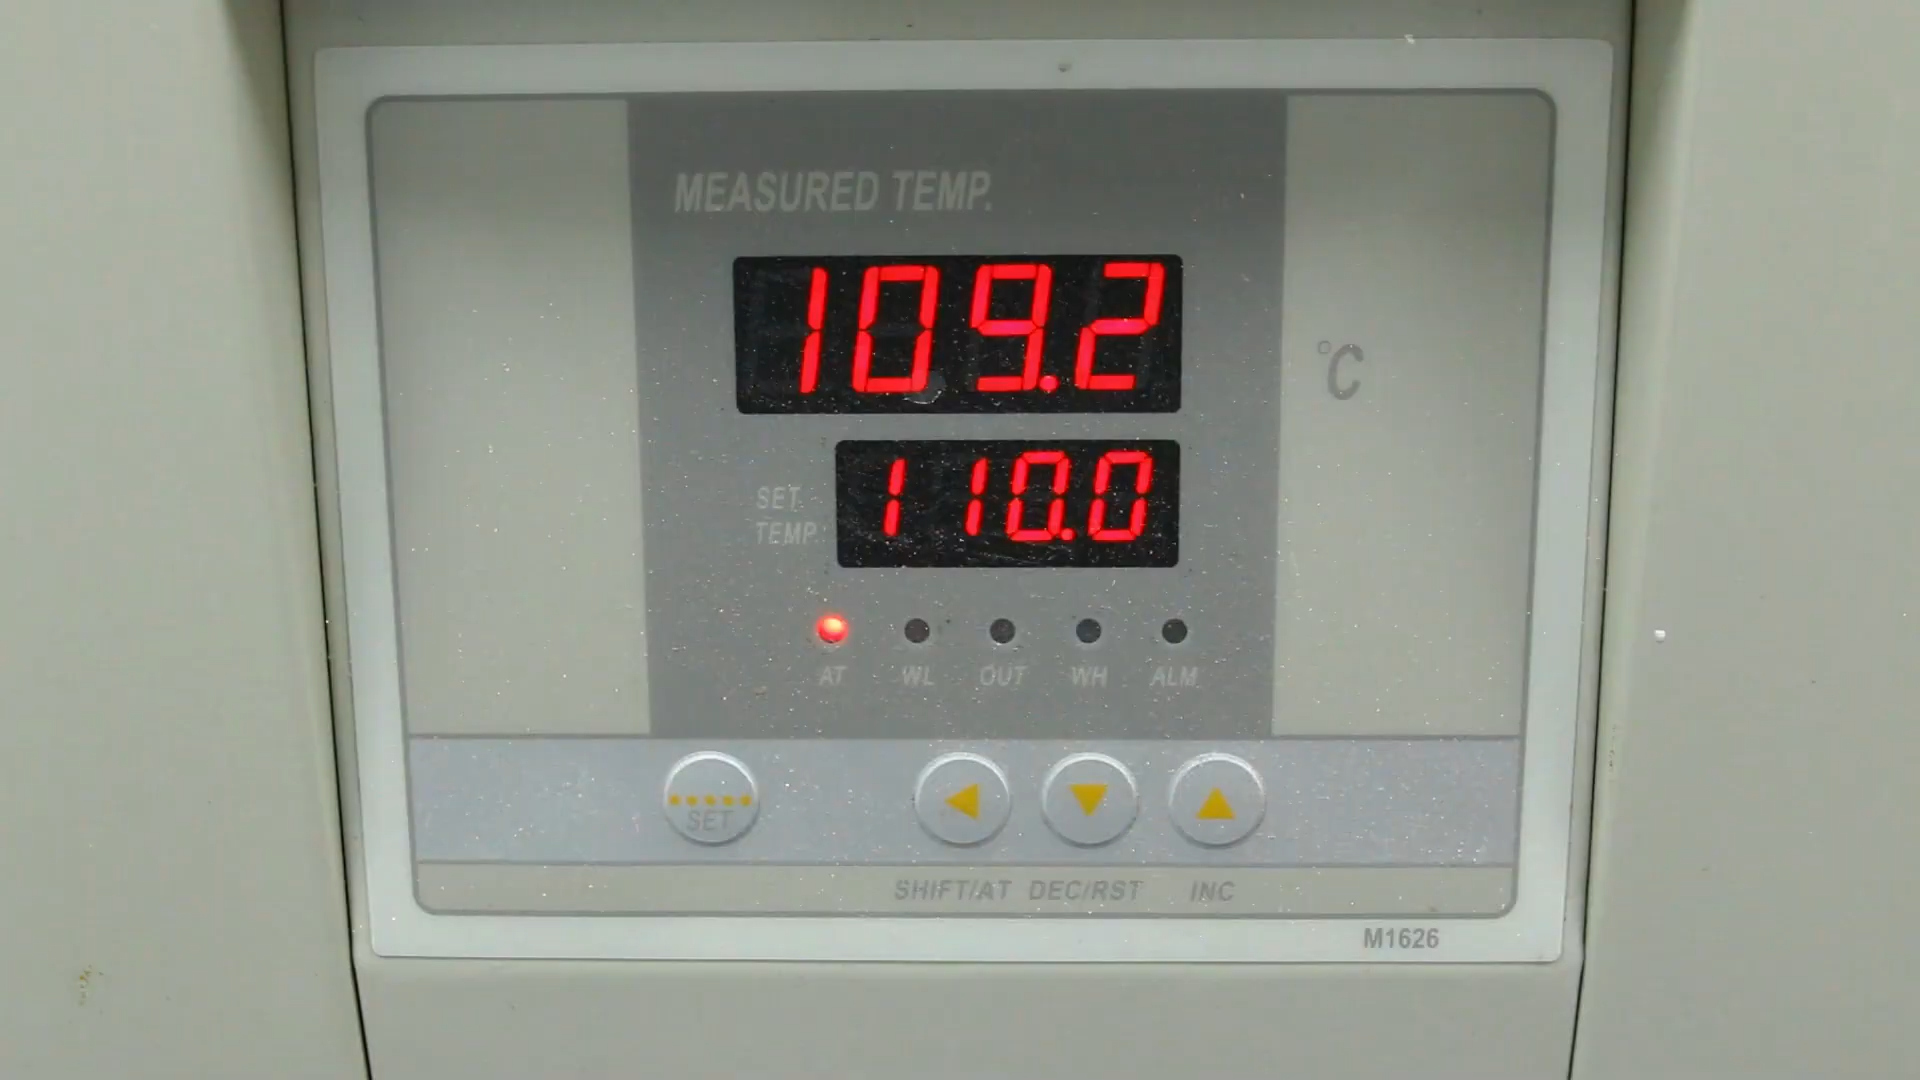 MEASURED TEMP.
109.2
°C
SET.
TEMP.
110.0
AT WL OUT WH ALM
SET
SHIFT/AT DEC/RST INC
M1626